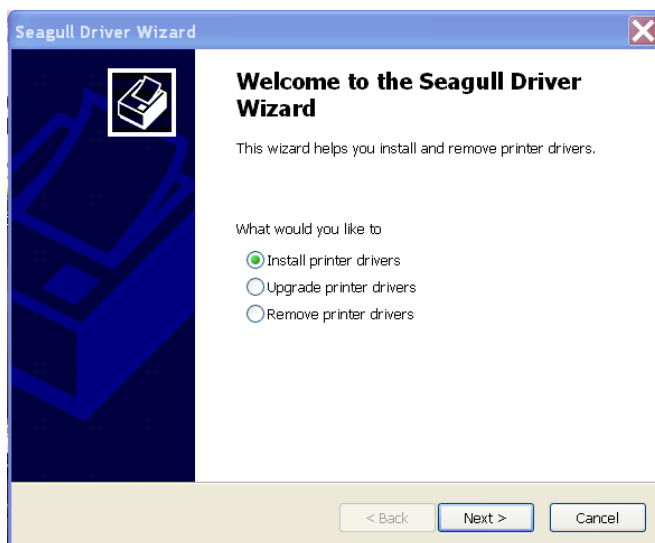 Seagull Driver Wizard
Welcome to the Seagull Driver
Wizard
This wizard helps you install and remove printer drivers.
What would you like to
Install printer drivers
Upgrade printer drivers
Remove printer drivers
< Back
Next >
Cancel